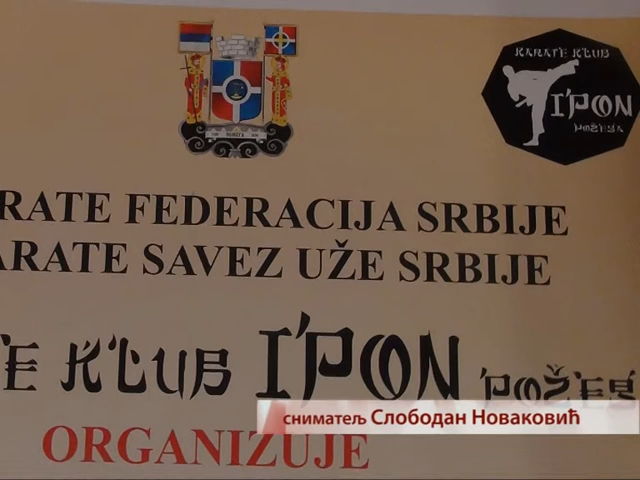 KARATE KLUB
IPON
POŽEGA
RATE FEDERACIJA SRBIJE
ARATE SAVEZ UŽE SRBIJE
E KLUB IPON POŽEG
сниматељ Слободан Новаковић
ORGANIZUJE